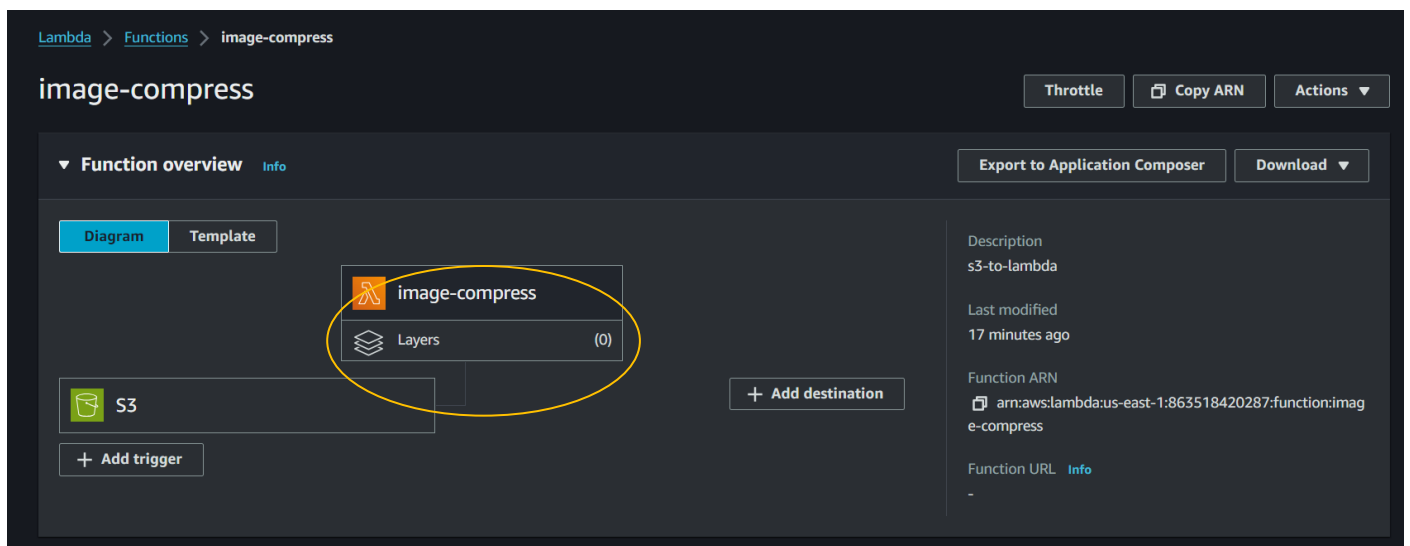 Lambda > Functions > image-compress
image-compress
Throttle Copy ARN Actions
Function overview Info
Export to Application Composer Download
Diagram Template
image-compress
Layers (0)
S3
+ Add trigger
+ Add destination
Description
s3-to-lambda
Last modified
17 minutes ago
Function ARN
arn:aws:lambda:us-east-1:863518420287:function:imag
e-compress
Function URL Info
-